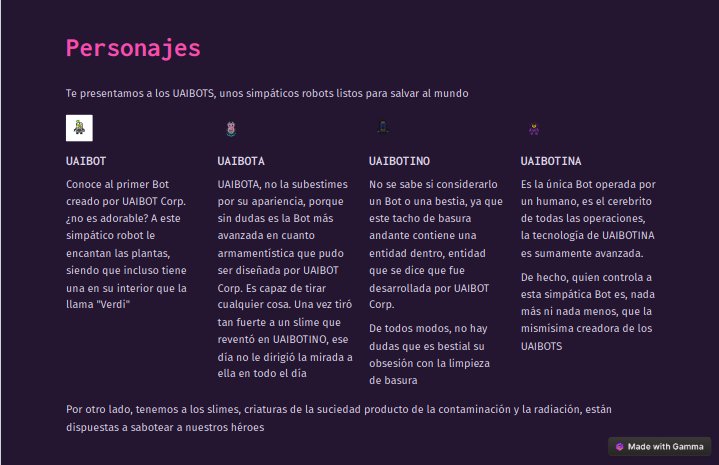 Personajes
Te presentamos a los UAIBOTS, unos simpáticos robots listos para salvar al mundo
UAIBOT
Conoce al primer Bot
creado por UAIBOT Corp.
¿no es adorable? A este
simpático robot le
encantan las plantas,
siendo que incluso tiene
una en su interior que la
llama "Verdi"
UAIBOTA
UAIBOTA, no la subestimes
por su apariencia, porque
sin dudas es la Bot más
avanzada en cuanto
armamentística que pudo
ser diseñada por UAIBOT
Corp. Es capaz de tirar
cualquier cosa. Una vez tiró
tan fuerte a un slime que
reventó en UAIBOTINO, ese
día no le dirigió la mirada a
ella en todo el día
UAIBOTINO
No se sabe si considerarlo
un Bot o una bestia, ya que
este tacho de basura
andante contiene una
entidad dentro, entidad
que se dice que fue
desarrollada por UAIBOT
Corp.
De todos modos, no hay
dudas que es bestial su
obsesión con la limpieza
de basura
UAIBOTINA
Es la única Bot operada por
un humano, es el cerebrito
de todas las operaciones,
la tecnología de UAIBOTINA
es sumamente avanzada.
De hecho, quien controla a
esta simpática Bot es, nada
más ni nada menos, que la
mismísima creadora de los
UAIBOTS
Por otro lado, tenemos a los slimes, criaturas de la suciedad producto de la contaminación y la radiación, están
dispuestas a sabotear a nuestros héroes
Made with Gamma